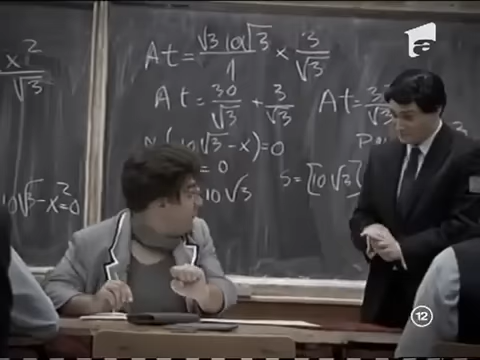 At = √3 10√3 / 1 × 3/√3
x² / √3
At = 30/√3 + 3/√3
At = 3
(10√3 - x) = 0
= 0
10√3
S = [10√3
10√3 - x² = 0
12